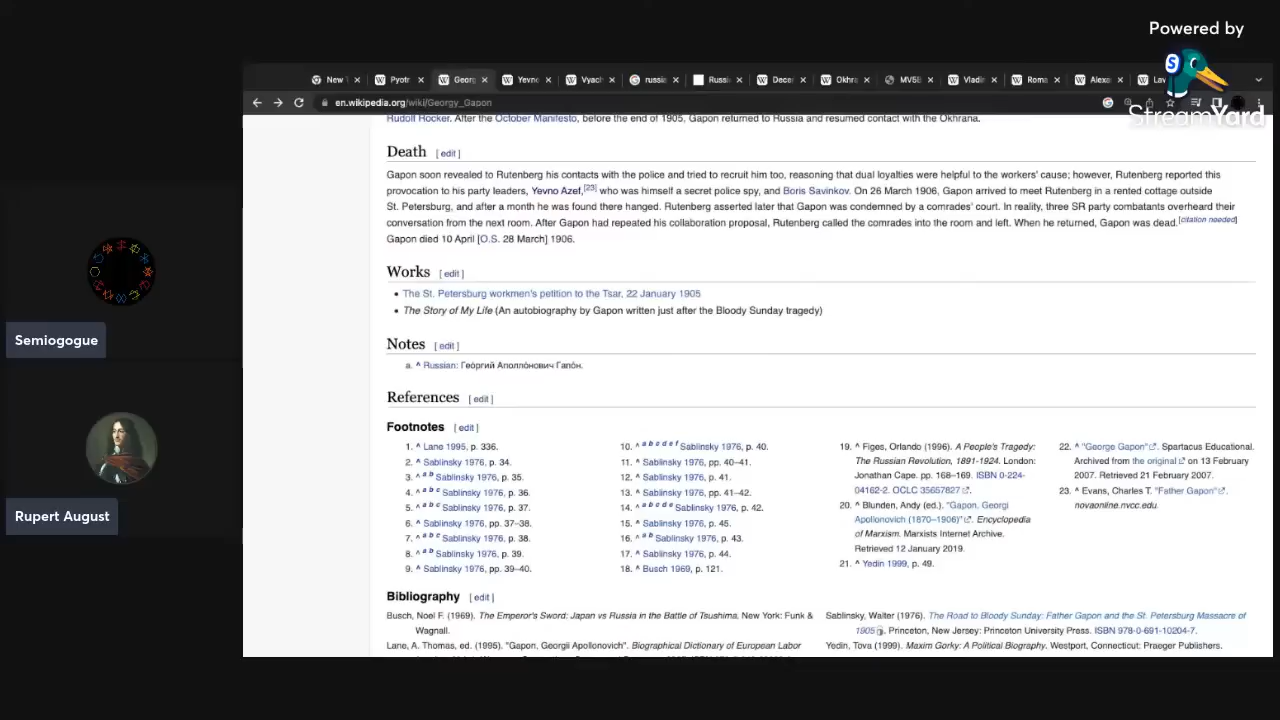 Powered by
StreamYard
New
Pyotr
Georg
Yevno
Vyach
russia
Russi
Dece
Okhra
MV5B
Vladi
Roma
Alexa
Lav
en.wikipedia.org/wiki/Georgy_Gapon
Rudolf Rocker. After the October Manifesto, before the end of 1905, Gapon returned to Russia and resumed contact with the Okhrana.
Death [ edit ]
Gapon soon revealed to Rutenberg his contacts with the police and tried to recruit him too, reasoning that dual loyalties were helpful to the workers' cause; however, Rutenberg reported this
provocation to his party leaders, Yevno Azef,[23] who was himself a secret police spy, and Boris Savinkov. On 26 March 1906, Gapon arrived to meet Rutenberg in a rented cottage outside
St. Petersburg, and after a month he was found there hanged. Rutenberg asserted later that Gapon was condemned by a comrades' court. In reality, three SR party combatants overheard their
conversation from the next room. After Gapon had repeated his collaboration proposal, Rutenberg called the comrades into the room and left. When he returned, Gapon was dead.[citation needed]
Gapon died 10 April [O.S. 28 March] 1906.
Works [ edit ]
• The St. Petersburg workmen's petition to the Tsar, 22 January 1905
• The Story of My Life (An autobiography by Gapon written just after the Bloody Sunday tragedy)
Notes [ edit ]
a. ^ Russian: Гео́ргий Аполло́нович Гапо́н.
References [ edit ]
Footnotes [ edit ]
1. ^ Lane 1995, p. 336.
2. ^ Sablinsky 1976, p. 34.
3. ^ a b Sablinsky 1976, p. 35.
4. ^ a b c Sablinsky 1976, p. 36.
5. ^ a b c Sablinsky 1976, p. 37.
6. ^ Sablinsky 1976, pp. 37–38.
7. ^ a b c Sablinsky 1976, p. 38.
8. ^ a b Sablinsky 1976, p. 39.
9. ^ Sablinsky 1976, pp. 39–40.
10. ^ a b c d e f Sablinsky 1976, p. 40.
11. ^ Sablinsky 1976, pp. 40–41.
12. ^ Sablinsky 1976, p. 41.
13. ^ Sablinsky 1976, pp. 41–42.
14. ^ a b c d e Sablinsky 1976, p. 42.
15. ^ Sablinsky 1976, p. 45.
16. ^ a b Sablinsky 1976, p. 43.
17. ^ Sablinsky 1976, p. 44.
18. ^ Busch 1969, p. 121.
19. ^ Figes, Orlando (1996). A People's Tragedy:
The Russian Revolution, 1891-1924. London:
Jonathan Cape. pp. 168–169. ISBN 0-224-
04162-2. OCLC 35657827.
20. ^ Blunden, Andy (ed.). "Gapon, Georgi
Apollonovich (1870–1906)". Encyclopedia
of Marxism. Marxists Internet Archive.
Retrieved 12 January 2019.
21. ^ Yedin 1999, p. 49.
22. ^ "George Gapon". Spartacus Educational.
Archived from the original on 13 February
2007. Retrieved 21 February 2007.
23. ^ Evans, Charles T. "Father Gapon".
novaonline.nvcc.edu.
Bibliography [ edit ]
Busch, Noel F. (1969). The Emperor's Sword: Japan vs Russia in the Battle of Tsushima. New York: Funk &
Wagnall.
Lane, A. Thomas, ed. (1995). "Gapon, Georgii Apollonovich". Biographical Dictionary of European Labor
Sablinsky, Walter (1976). The Road to Bloody Sunday: Father Gapon and the St. Petersburg Massacre of
1905. Princeton, New Jersey: Princeton University Press. ISBN 978-0-691-10204-7.
Yedin, Tova (1999). Maxim Gorky: A Political Biography. Westport, Connecticut: Praeger Publishers.
Semiogogue
Rupert August